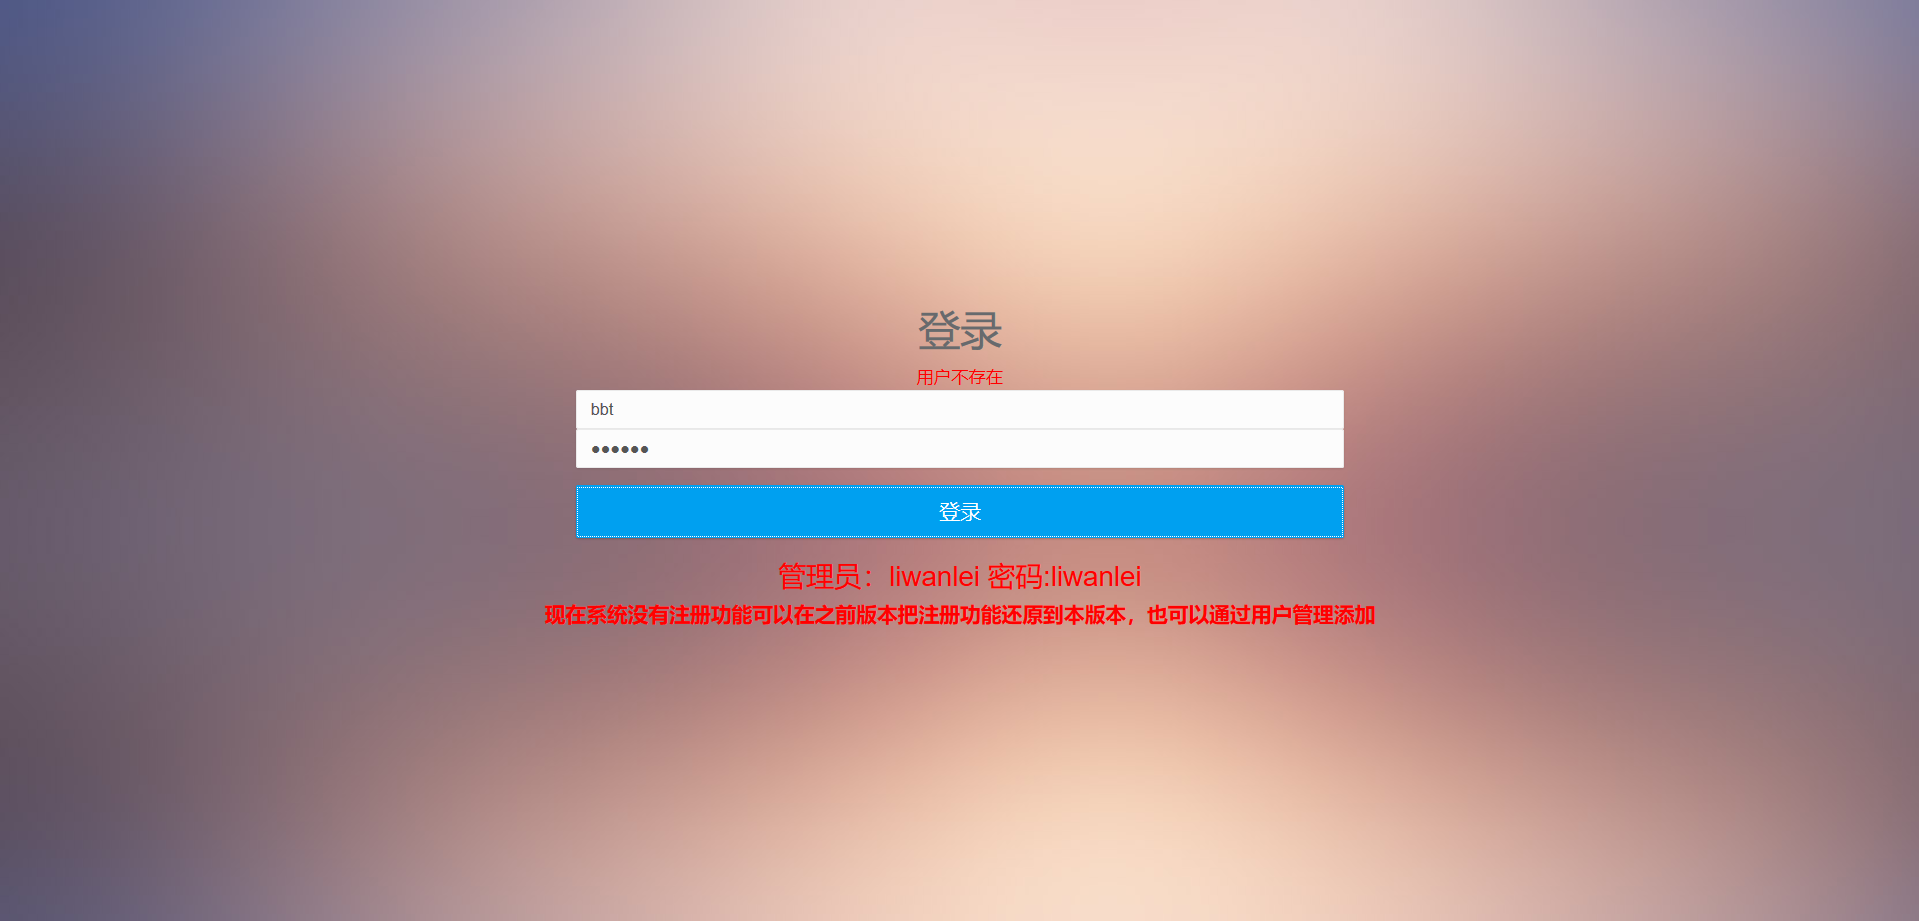 登录
用户不存在
bbt
●●●●●●
登录
管理员：liwanlei 密码:liwanlei
现在系统没有注册功能可以在之前版本把注册功能还原到本版本，也可以通过用户管理添加